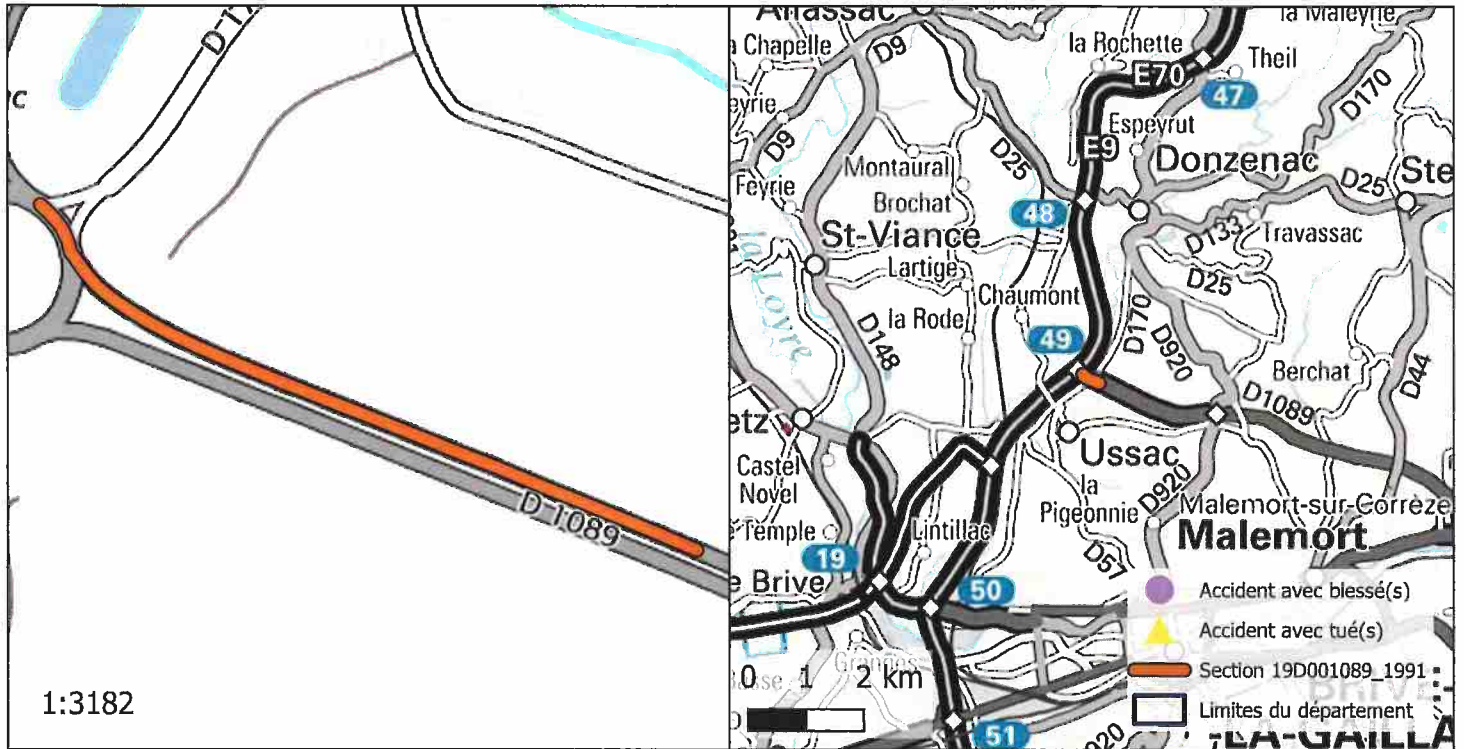 D 1089
1:3182
la Chapelle
D9
la Rochette
Theil
E70
47
D170
D9
Espeyrut
E9
Montaural
D25
Donzenac
D25
Feyrie
Brochat
48
St-Viance
D133
Travassac
Lartige
D25
la Loyre
Chaumont
la Rode
D148
49
D170
D920
Berchat
D44
D1089
Ussac
Castel
Novel
la
Pigeonnie
D920
Malemort-sur-Corrèze
Malemort
Lintillac
D57
19
e Brive
50
Accident avec blessé(s)
Accident avec tué(s)
Section 19D001089_1991
Limites du département
0 1 2 km
51